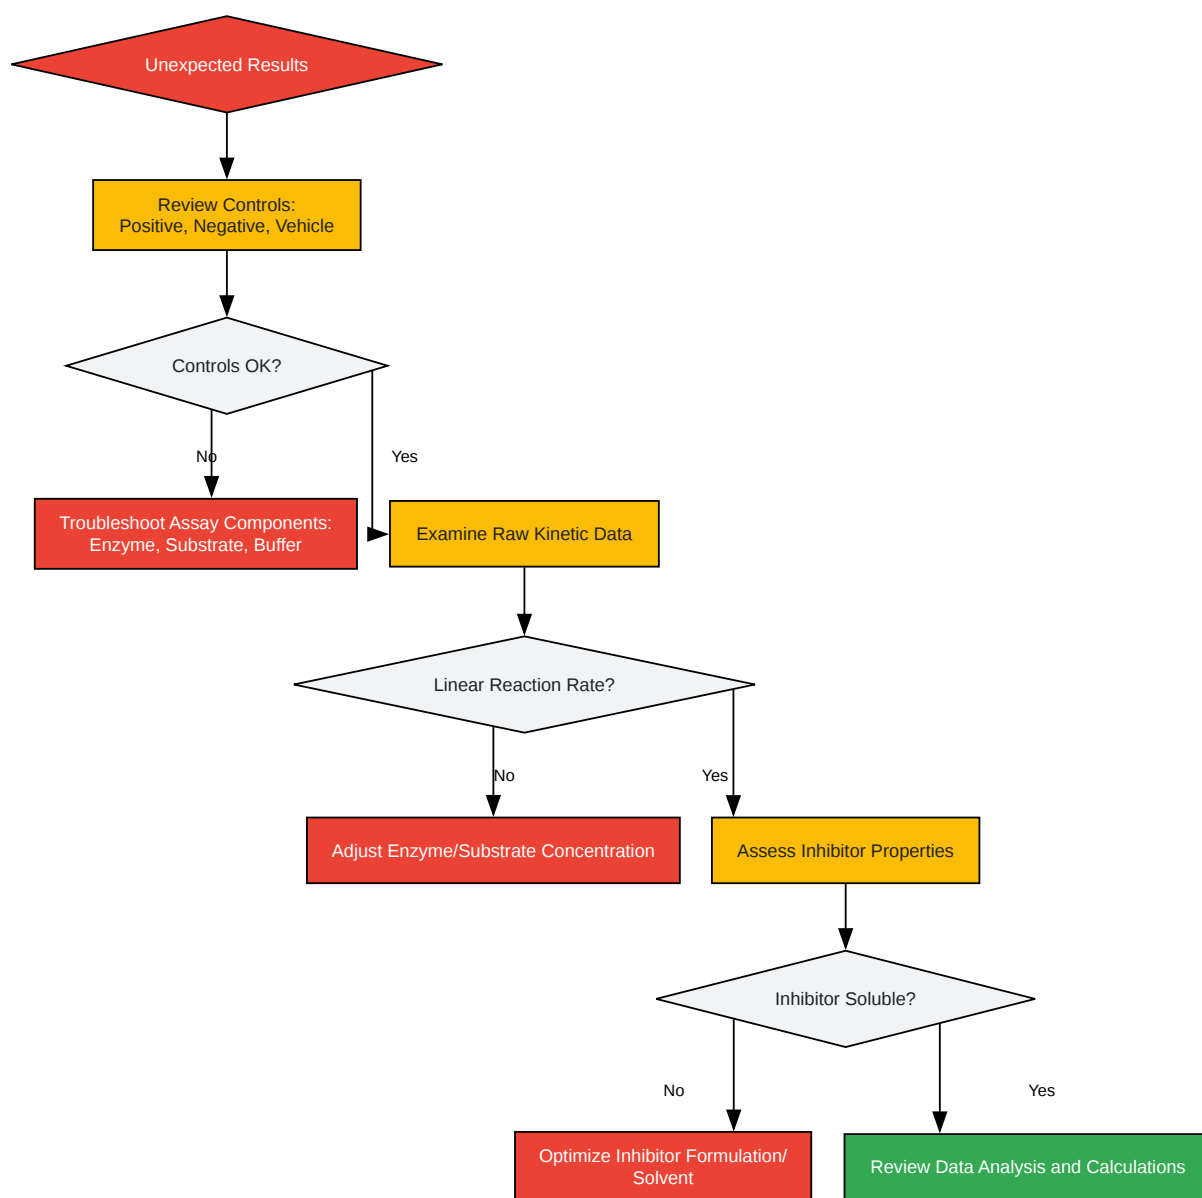 Unexpected Results
Review Controls:
Positive, Negative, Vehicle
Controls OK?
No
Yes
Troubleshoot Assay Components:
Enzyme, Substrate, Buffer
Examine Raw Kinetic Data
Linear Reaction Rate?
No
Yes
Adjust Enzyme/Substrate Concentration
Assess Inhibitor Properties
Inhibitor Soluble?
No
Yes
Optimize Inhibitor Formulation/
Solvent
Review Data Analysis and Calculations